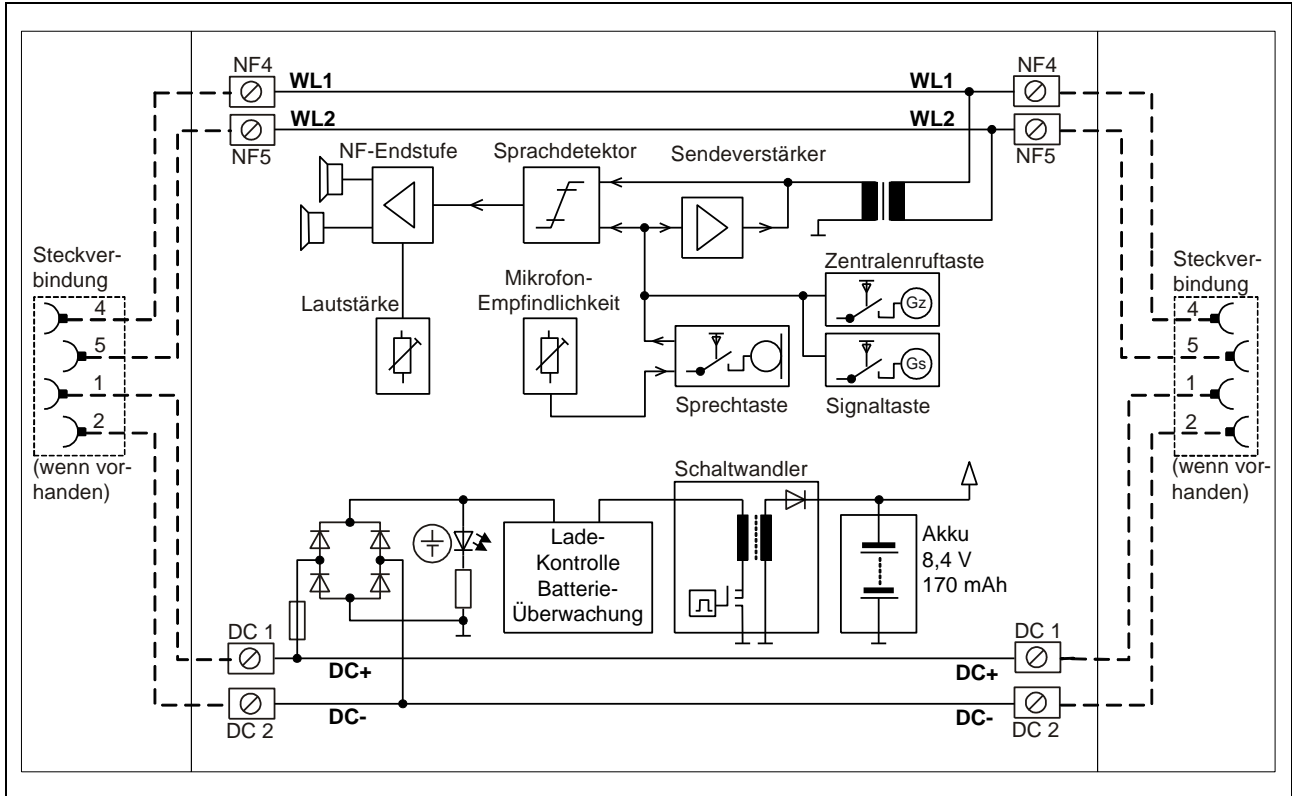 NF4
WL1
WL1
NF4
WL2
WL2
NF5
NF5
NF-Endstufe
Sprachdetektor
Sendeverstärker
Steckver-
bindung
4
5
1
2
(wenn vor-
handen)
Lautstärke
Mikrofon-
Empfindlichkeit
Zentralenruftaste
Gz
Gs
Sprechtaste
Signaltaste
Steckver-
bindung
4
5
1
2
(wenn vor-
handen)
Schaltwandler
Lade-
Kontrolle
Batterie-
Überwachung
Akku
8,4 V
170 mAh
DC 1
DC+
DC+
DC 1
DC-
DC-
DC 2
DC 2